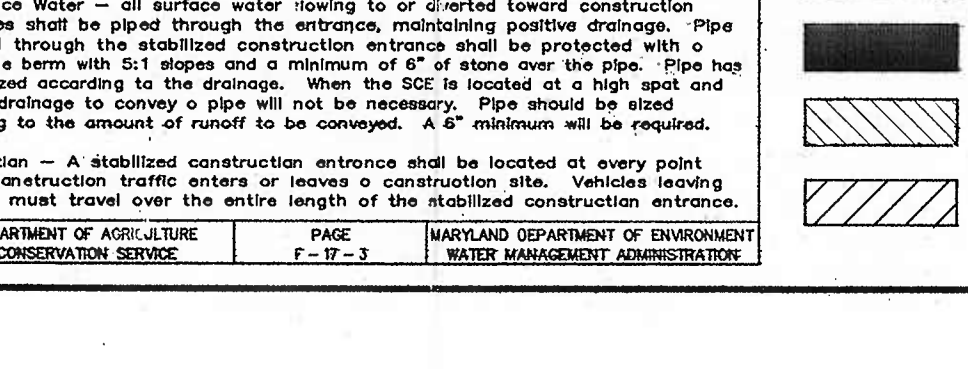 ce Water — all surface water flowing to or diverted toward construction
es shall be piped through the entrance, maintaining positive drainage. Pipe
l through the stabilized construction entrance shall be protected with a
e berm with 5:1 slopes and a minimum of 6" of stone over the pipe. Pipe has
zed according to the drainage. When the SCE is located at a high spot and
drainage to convey a pipe will not be necessary. Pipe should be sized
g to the amount of runoff to be conveyed. A 6" minimum will be required.
tion — A stabilized construction entrance shall be located at every point
onstruction traffic enters or leaves a construction site. Vehicles leaving
must travel over the entire length of the stabilized construction entrance.
ARTMENT OF AGRICULTURE PAGE MARYLAND DEPARTMENT OF ENVIRONMENT
CONSERVATION SERVICE F - 17 - 3 WATER MANAGEMENT ADMINISTRATION